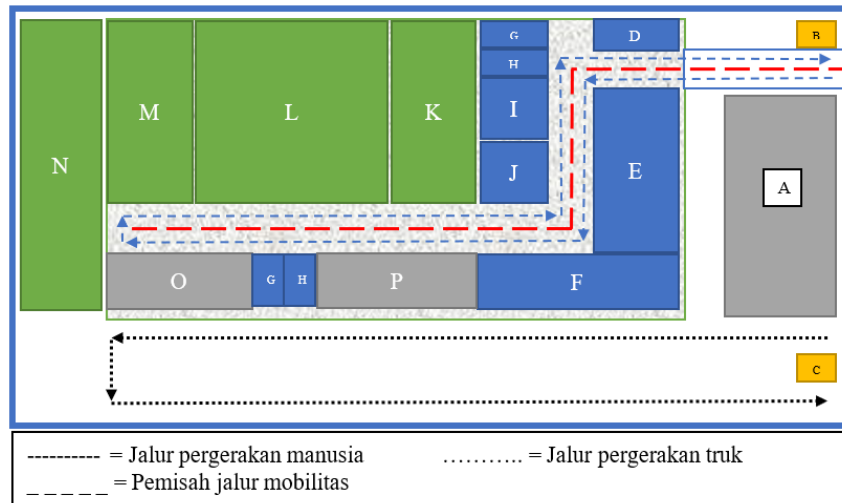 G
D
B
H
M
L
K
I
N
J
E
A
O
G
H
P
F
C
---------- = Jalur pergerakan manusia
……….. = Jalur pergerakan truk
_ _ _ _ _ = Pemisah jalur mobilitas